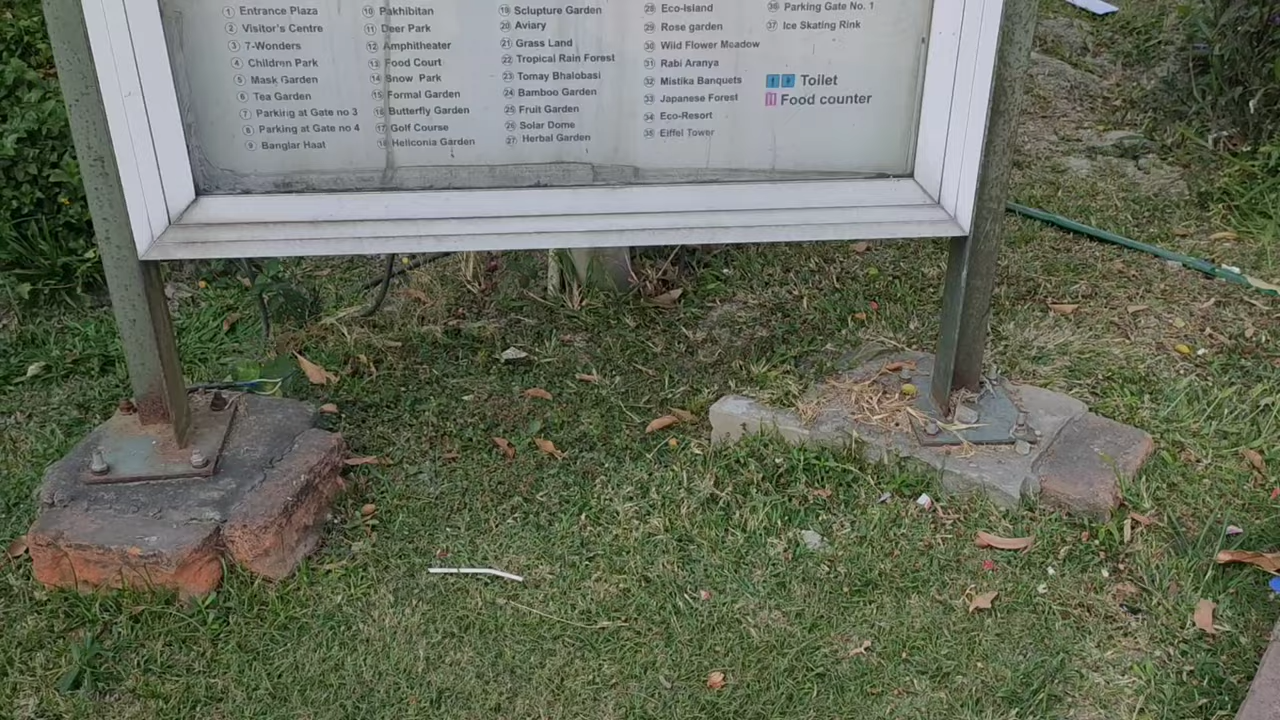 1 Entrance Plaza
2 Visitor's Centre
3 7-Wonders
4 Children Park
5 Mask Garden
6 Tea Garden
7 Parking at Gate no 3
8 Parking at Gate no 4
9 Banglar Haat
10 Pakhibitan
11 Deer Park
12 Amphitheater
13 Food Court
14 Snow Park
15 Formal Garden
16 Butterfly Garden
17 Golf Course
18 Heliconia Garden
19 Sclupture Garden
20 Aviary
21 Grass Land
22 Tropical Rain Forest
23 Tomay Bhalobasi
24 Bamboo Garden
25 Fruit Garden
26 Solar Dome
27 Herbal Garden
28 Eco-Island
29 Rose garden
30 Wild Flower Meadow
31 Rabi Aranya
32 Mistika Banquets
33 Japanese Forest
34 Eco-Resort
35 Eiffel Tower
36 Parking Gate No. 1
37 Ice Skating Rink
Toilet
Food counter